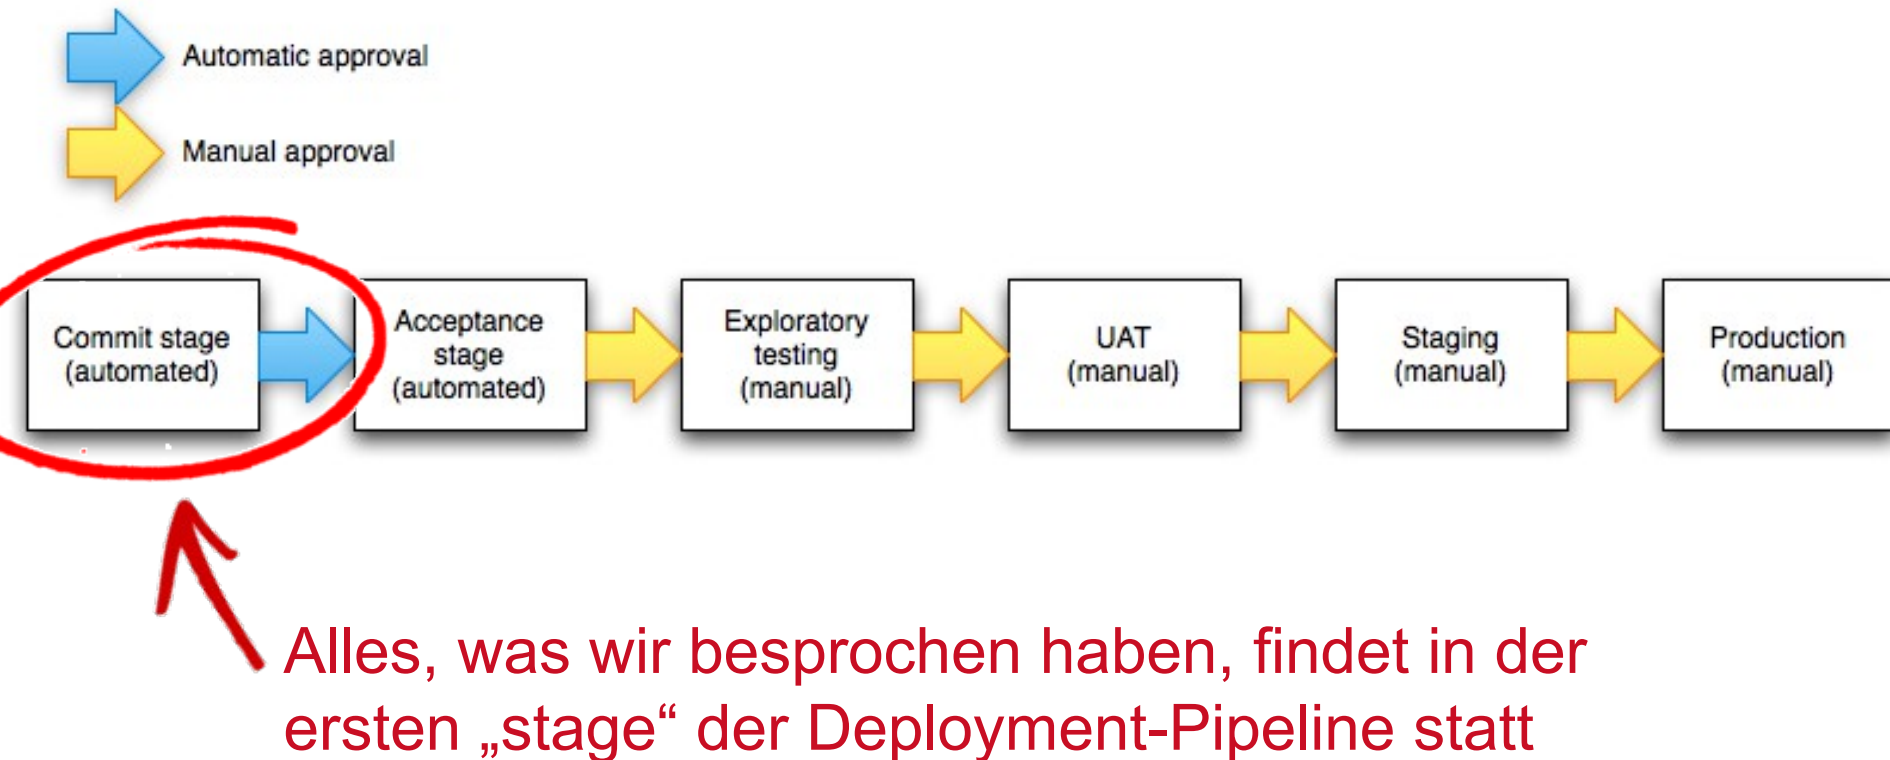 Automatic approval
Manual approval
Commit stage
(automated)
Acceptance
stage
(automated)
Exploratory
testing
(manual)
UAT
(manual)
Staging
(manual)
Production
(manual)
Alles, was wir besprochen haben, findet in der
ersten „stage“ der Deployment-Pipeline statt